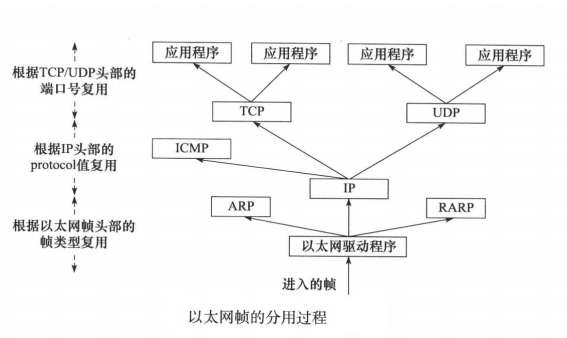 应用程序
应用程序
应用程序
应用程序
根据TCP/UDP头部的
端口号复用
TCP
UDP
根据IP头部的
protocol值复用
ICMP
IP
ARP
RARP
根据以太网帧头部的
帧类型复用
以太网驱动程序
进入的帧
以太网帧的分用过程